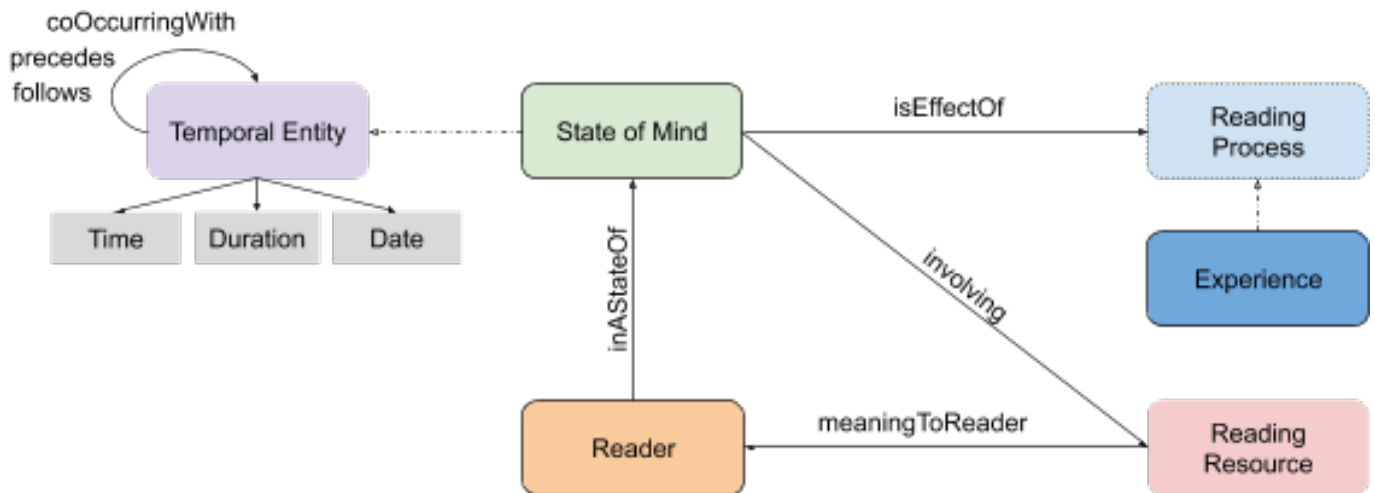 coOccurringWith
precedes
follows
Temporal Entity
State of Mind
isEffectOf
Reading
Process
Time
Duration
Date
inAStateOf
involving
Experience
Reader
meaningToReader
Reading
Resource